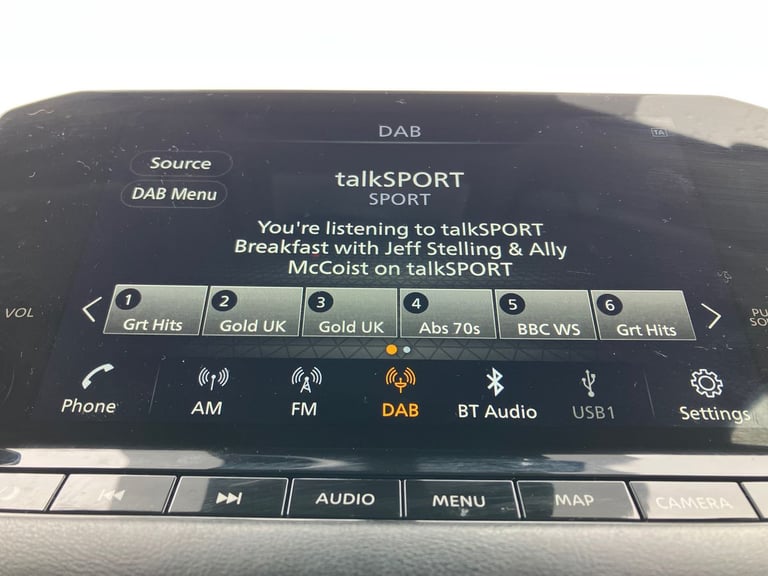 DAB
TA
Source
DAB Menu
talkSPORT
SPORT
You're listening to talkSPORT
Breakfast with Jeff Stelling & Ally
McCoist on talkSPORT
VOL
1 Grt Hits
2 Gold UK
3 Gold UK
4 Abs 70s
5 BBC WS
6 Grt Hits
Phone
AM
FM
DAB
BT Audio
USB1
Settings
AUDIO
MENU
MAP
CAMERA